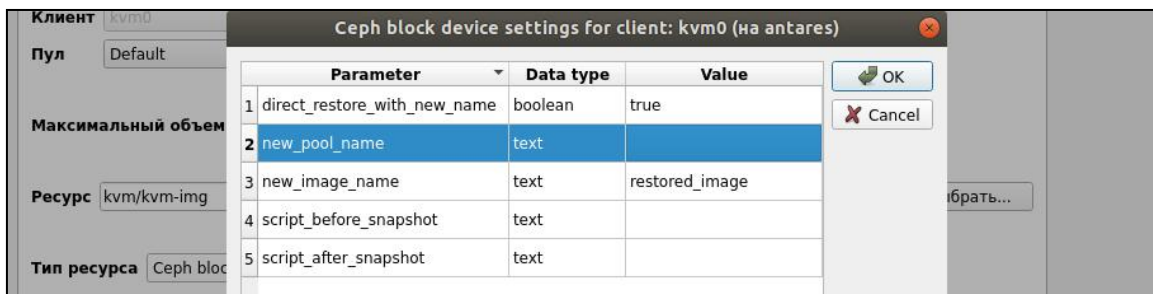 Клиент kvm0
Ceph block device settings for client: kvm0 (на antares)
Пул Default
Parameter Data type Value
OK
1 direct_restore_with_new_name boolean true
Cancel
Максимальный объем
2 new_pool_name text
3 new_image_name text restored_image
Ресурс kvm/kvm-img
ыбрать...
4 script_before_snapshot text
5 script_after_snapshot text
Тип ресурса Ceph bloc